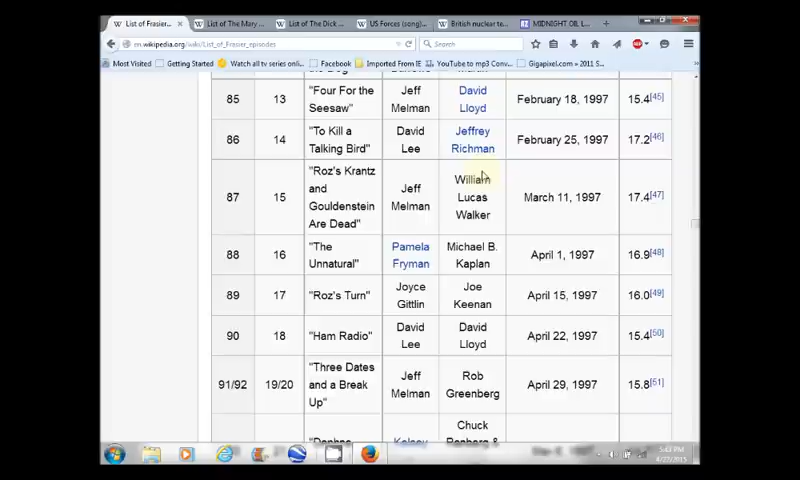 List of Frasier...
List of The Mary ...
List of The Dick ...
US Forces (song)...
British nuclear te...
MIDNIGHT OIL L...
en.wikipedia.org/wiki/List_of_Frasier_episodes
Search
Most Visited
Getting Started
Watch all tv series onli...
Facebook
Imported From IE
YouTube to mp3 Conv...
Gigapixel.com » 2011 S...
85 13 "Four For the Seesaw" Jeff Melman David Lloyd February 18, 1997 15.4[45]
86 14 "To Kill a Talking Bird" David Lee Jeffrey Richman February 25, 1997 17.2[46]
87 15 "Roz's Krantz and Gouldenstein Are Dead" Jeff Melman William Lucas Walker March 11, 1997 17.4[47]
88 16 "The Unnatural" Pamela Fryman Michael B. Kaplan April 1, 1997 16.9[48]
89 17 "Roz's Turn" Joyce Gittlin Joe Keenan April 15, 1997 16.0[49]
90 18 "Ham Radio" David Lee David Lloyd April 22, 1997 15.4[50]
91/92 19/20 "Three Dates and a Break Up" Jeff Melman Rob Greenberg April 29, 1997 15.8[51]
Chuck
5:43 PM
4/27/2015